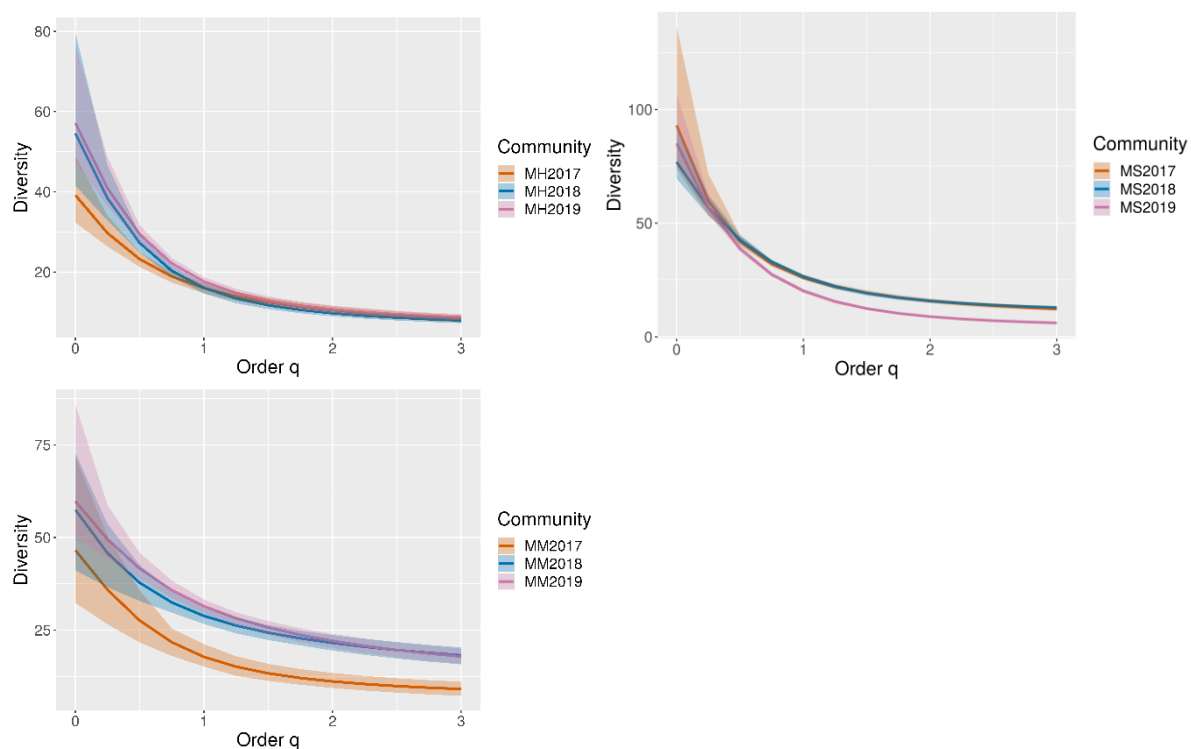 80
60
40
20
0
1
2
3
Diversity
Order q
Community
MH2017
MH2018
MH2019
100
50
0
0
1
2
3
Diversity
Order q
Community
MS2017
MS2018
MS2019
75
50
25
0
1
2
3
Diversity
Order q
Community
MM2017
MM2018
MM2019